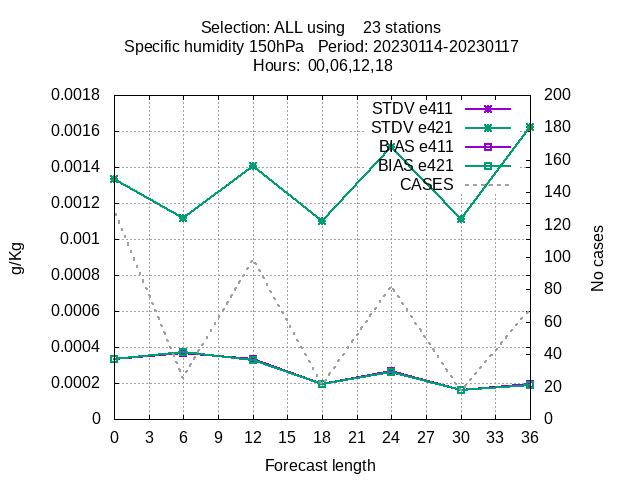 Selection: ALL using 23 stations
Specific humidity 150hPa Period: 20230114-20230117
Hours: 00,06,12,18
STDV e411
STDV e421
BIAS e411
BIAS e421
CASES
g/Kg
0.0018
0.0016
0.0014
0.0012
0.001
0.0008
0.0006
0.0004
0.0002
0
No cases
200
180
160
140
120
100
80
60
40
20
0
0 3 6 9 12 15 18 21 24 27 30 33 36
Forecast length